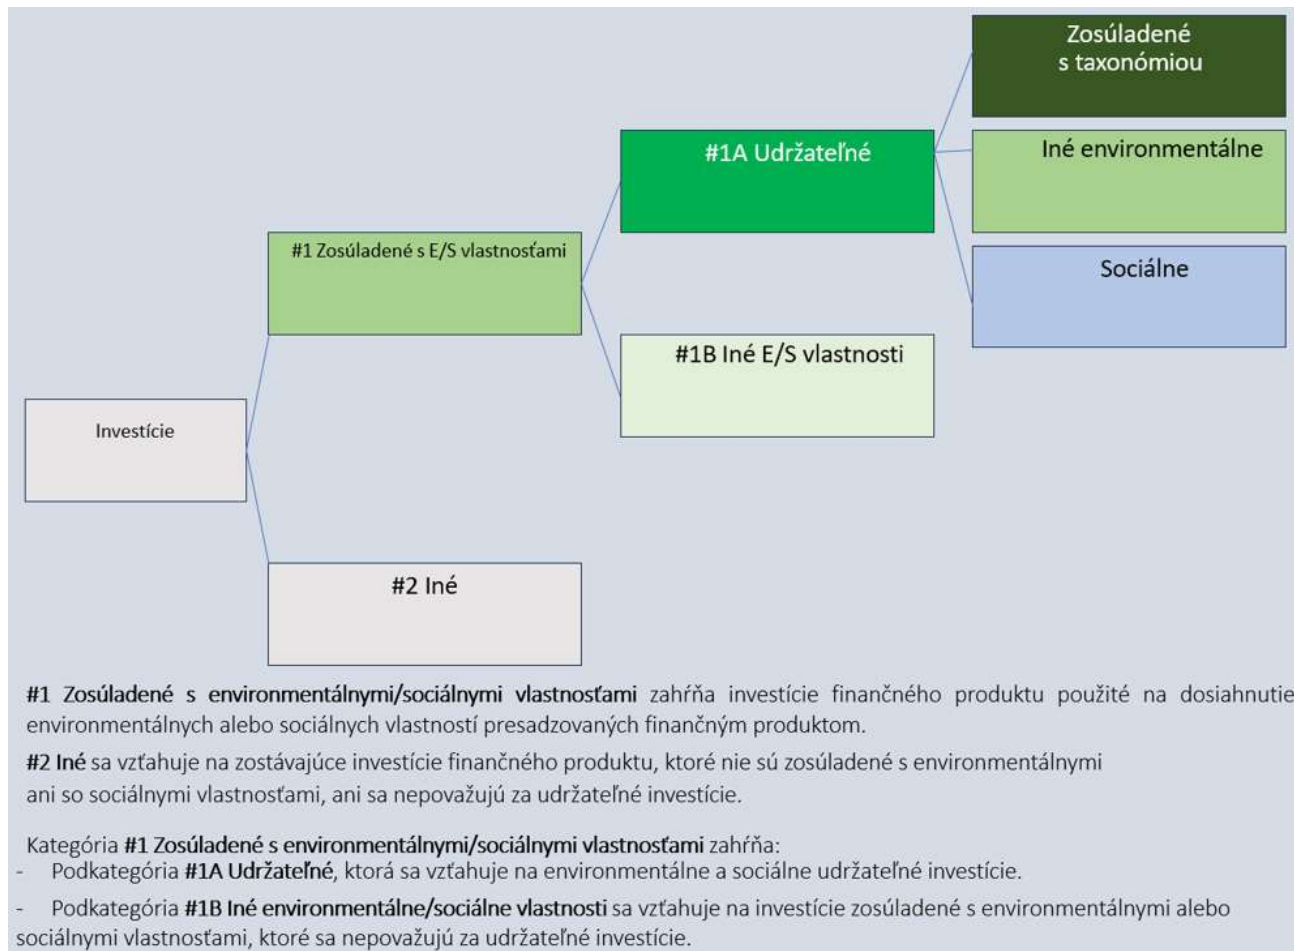 Zosúladené
s taxonómiou
#1A Udržateľné
Iné environmentálne
#1 Zosúladené s E/S vlastnosťami
Sociálne
#1B Iné E/S vlastnosti
Investície
#2 Iné
#1 Zosúladené s environmentálnymi/sociálnymi vlastnosťami zahŕňa investície finančného produktu použité na dosiahnutie
environmentálnych alebo sociálnych vlastností presadzovaných finančným produktom.
#2 Iné sa vzťahuje na zostávajúce investície finančného produktu, ktoré nie sú zosúladené s environmentálnymi
ani so sociálnymi vlastnosťami, ani sa nepovažujú za udržateľné investície.
Kategória #1 Zosúladené s environmentálnymi/sociálnymi vlastnosťami zahŕňa:
- Podkategória #1A Udržateľné, ktorá sa vzťahuje na environmentálne a sociálne udržateľné investície.
- Podkategória #1B Iné environmentálne/sociálne vlastnosti sa vzťahuje na investície zosúladené s environmentálnymi alebo
sociálnymi vlastnosťami, ktoré sa nepovažujú za udržateľné investície.